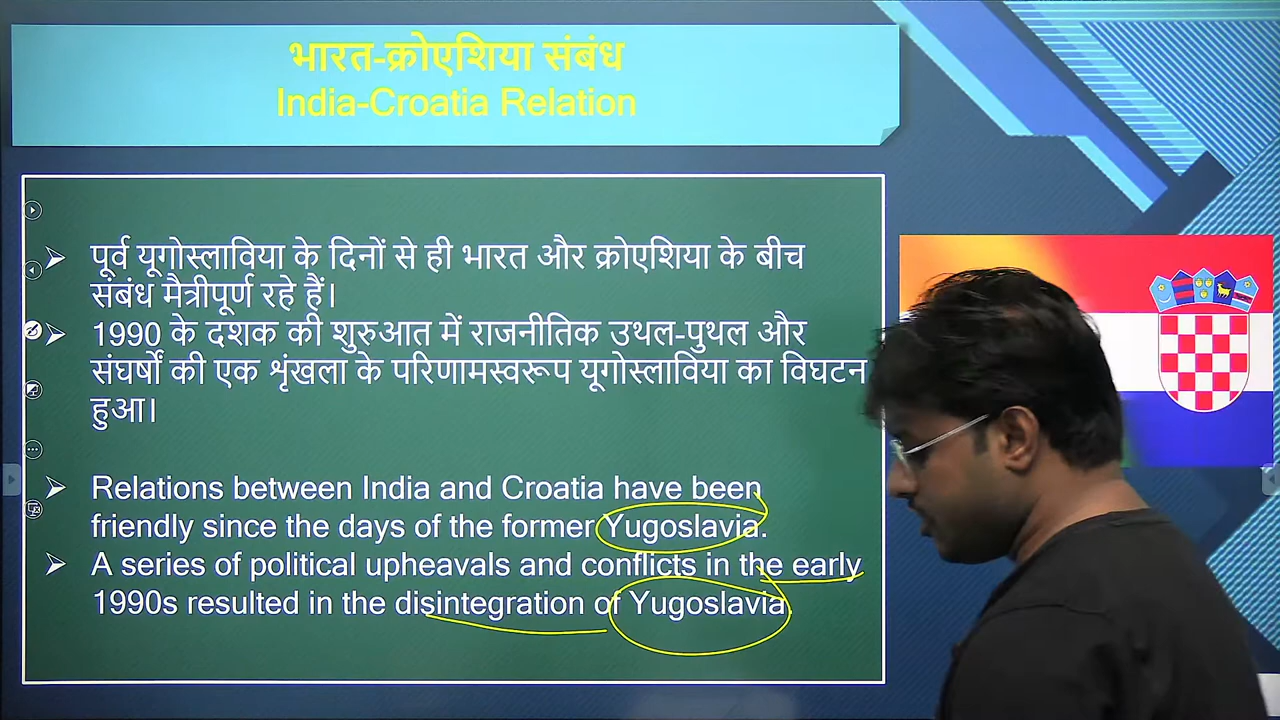 भारत-क्रोएशिया संबंध
India-Croatia Relation
पूर्व यूगोस्लाविया के दिनों से ही भारत और क्रोएशिया के बीच
संबंध मैत्रीपूर्ण रहे हैं।
1990 के दशक की शुरुआत में राजनीतिक उथल-पुथल और
संघर्षों की एक शृंखला के परिणामस्वरूप यूगोस्लाविया का विघटन
हुआ।
Relations between India and Croatia have been
friendly since the days of the former Yugoslavia.
A series of political upheavals and conflicts in the early
1990s resulted in the disintegration of Yugoslavia.